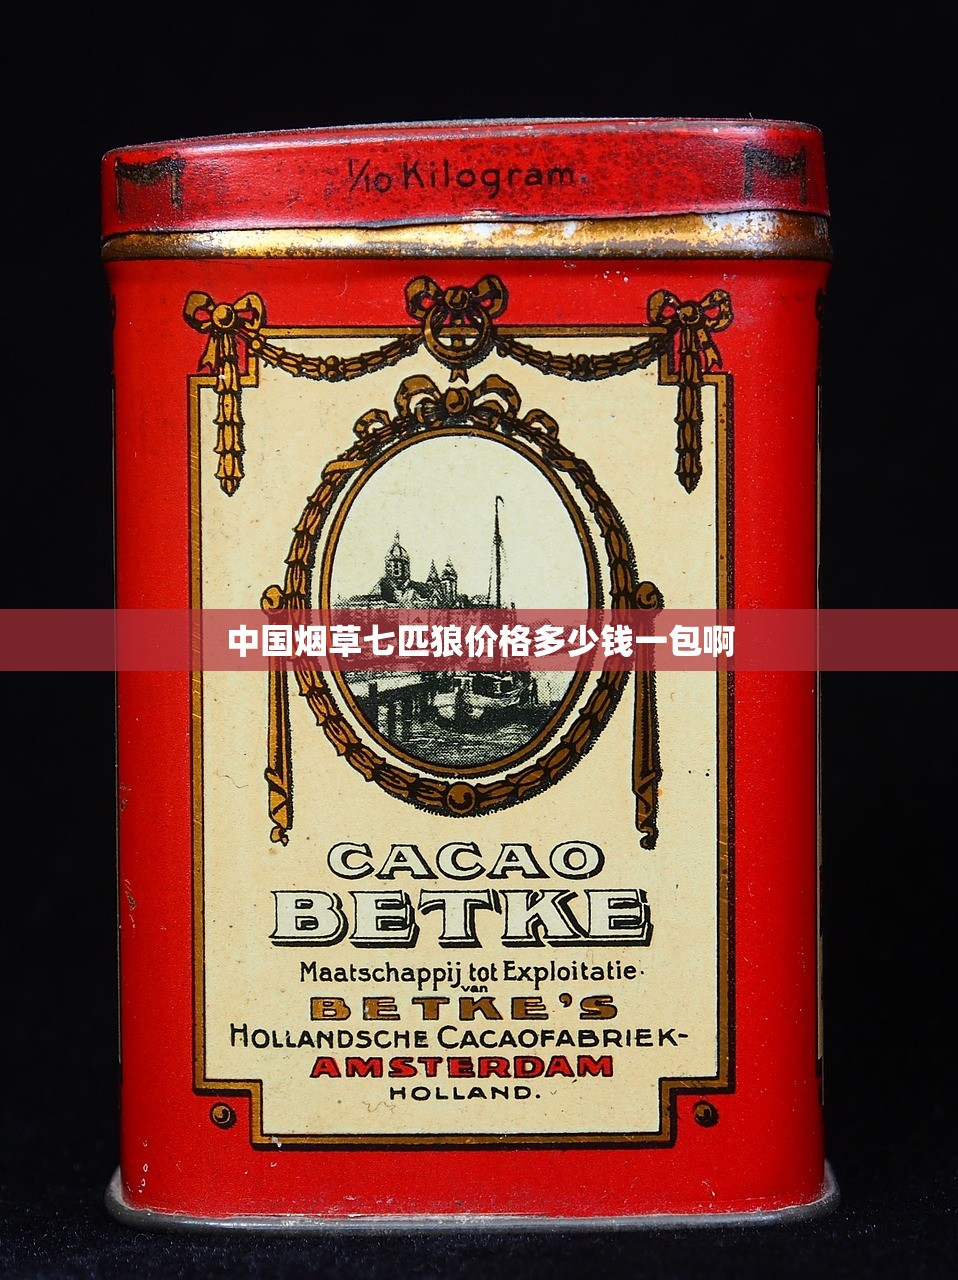 1/10 Kilogram.
中国烟草七匹狼价格多少钱一包啊
CACAO
BETKE
Maatschappij tot Exploitatie
van
BETKE'S
HOLLANDSCHE CACAOFABRIEK-
AMSTERDAM
HOLLAND.